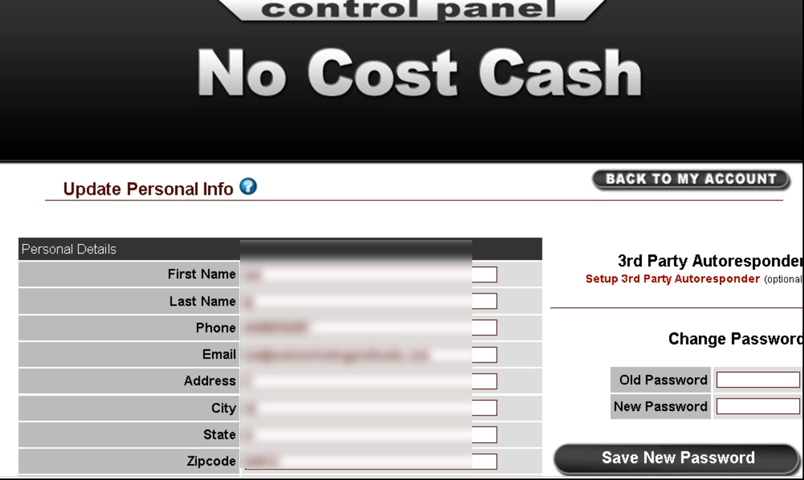 control panel
No Cost Cash
Update Personal Info ?
BACK TO MY ACCOUNT
Personal Details
First Name
Last Name
Phone
Email
Address
City
State
Zipcode
3rd Party Autoresponder
Setup 3rd Party Autoresponder (optional
Change Password
Old Password
New Password
Save New Password